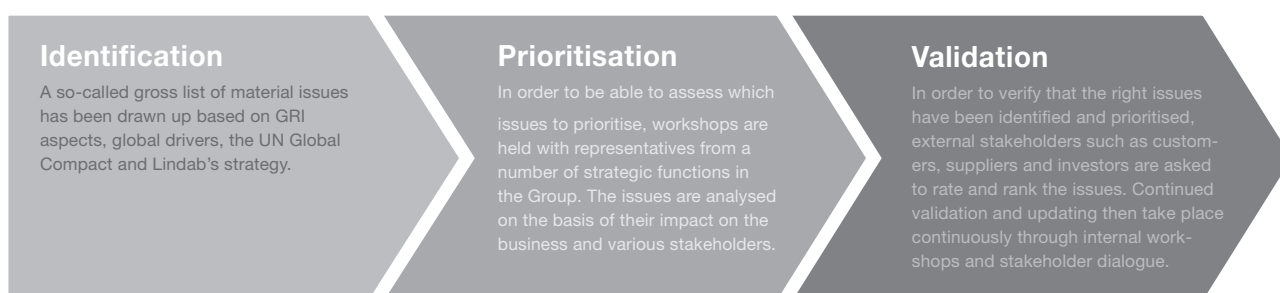 Identification
A so-called gross list of material issues
has been drawn up based on GRI
aspects, global drivers, the UN Global
Compact and Lindab’s strategy.
Prioritisation
In order to be able to assess which
issues to prioritise, workshops are
held with representatives from a
number of strategic functions in
the Group. The issues are analysed
on the basis of their impact on the
business and various stakeholders.
Validation
In order to verify that the right issues
have been identified and prioritised,
external stakeholders such as custom-
ers, suppliers and investors are asked
to rate and rank the issues. Continued
validation and updating then take place
continuously through internal work-
shops and stakeholder dialogue.